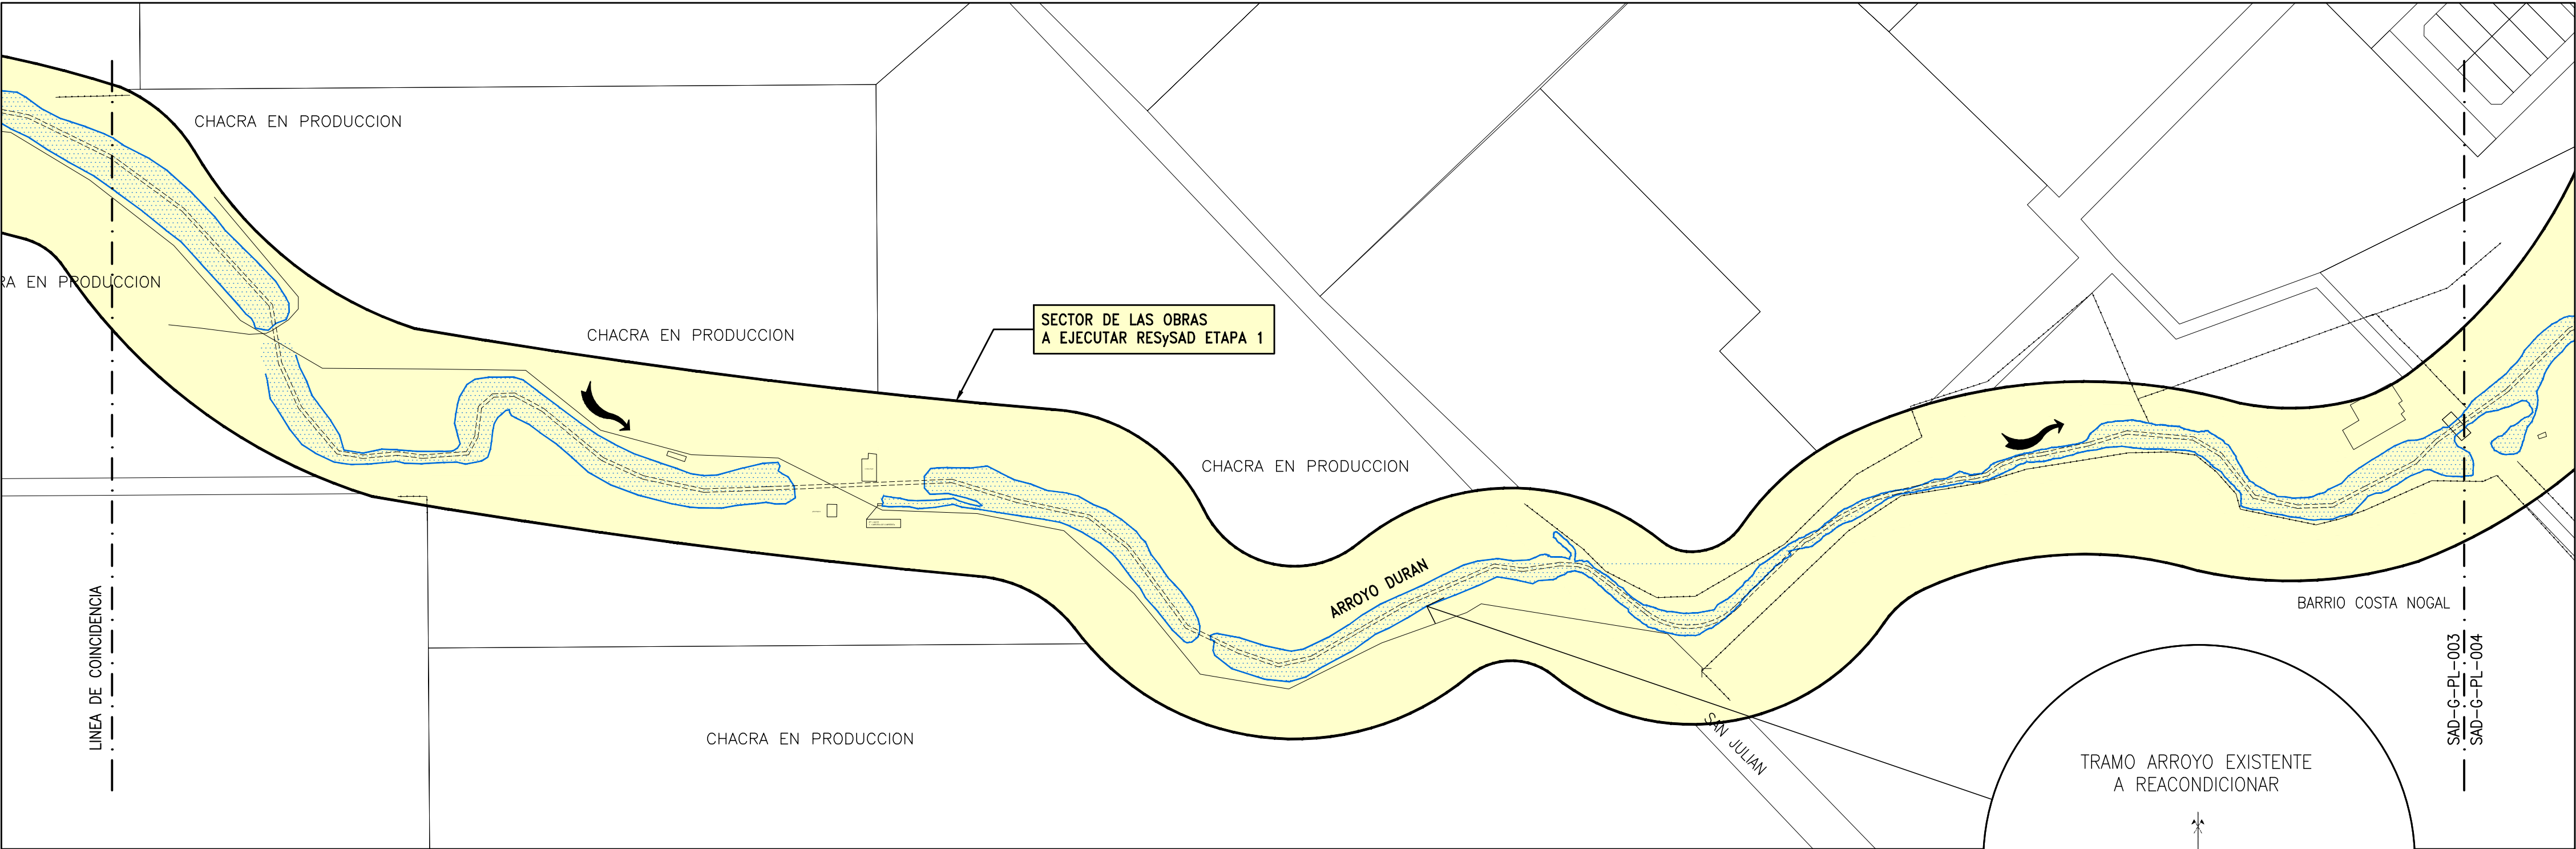 CHACRA EN PRODUCCION
RA EN PRODUCCION
CHACRA EN PRODUCCION
SECTOR DE LAS OBRAS
A EJECUTAR RESySAD ETAPA 1
CHACRA EN PRODUCCION
ARROYO DURAN
BARRIO COSTA NOGAL
LINEA DE COINCIDENCIA
CHACRA EN PRODUCCION
SAN JULIAN
SAD-G-PL-003
SAD-G-PL-004
TRAMO ARROYO EXISTENTE
A REACONDICIONAR